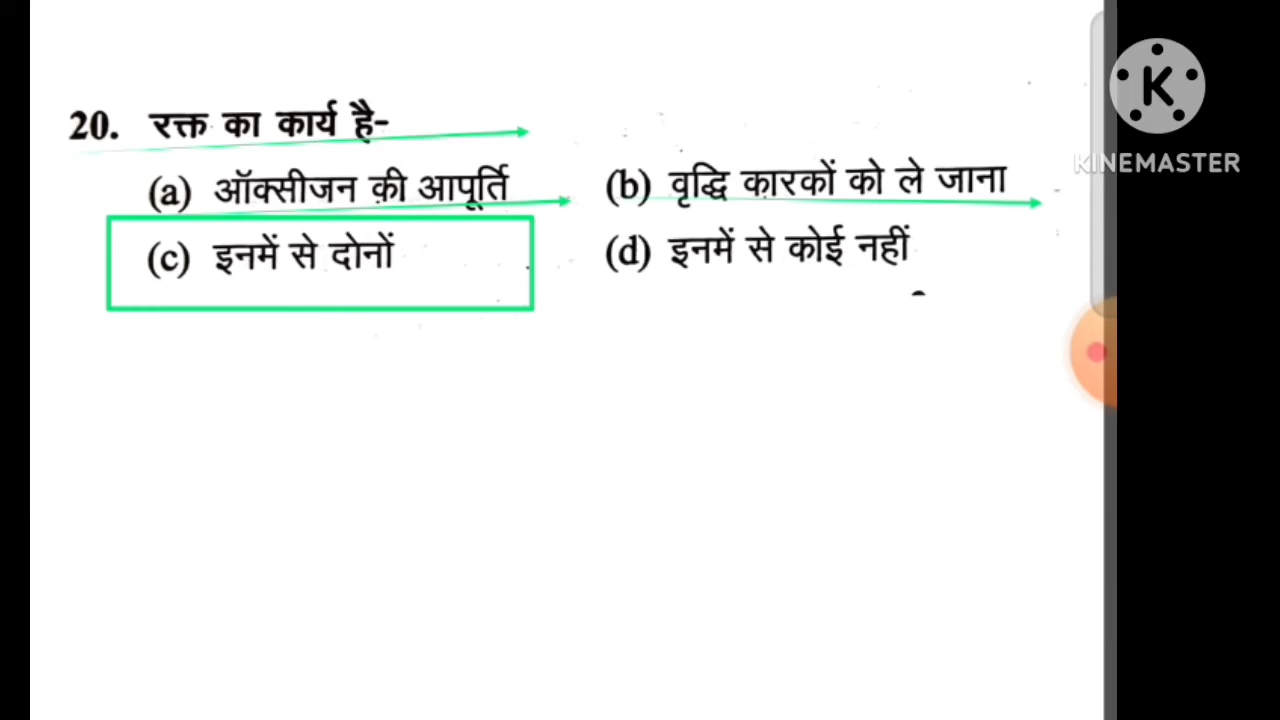 20. रक्त का कार्य है-
(a) ऑक्सीजन की आपूर्ति (b) वृद्धि कारकों को ले जाना
(c) इनमें से दोनों (d) इनमें से कोई नहीं
K
KINEMASTER